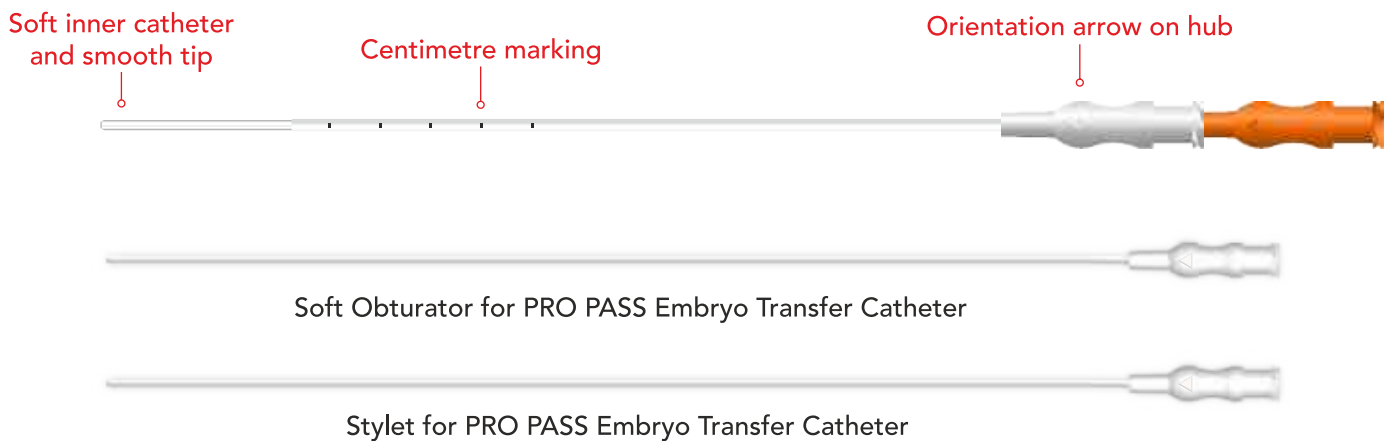 Soft inner catheter
and smooth tip
Centimetre marking
Orientation arrow on hub
Soft Obturator for PRO PASS Embryo Transfer Catheter
Stylet for PRO PASS Embryo Transfer Catheter